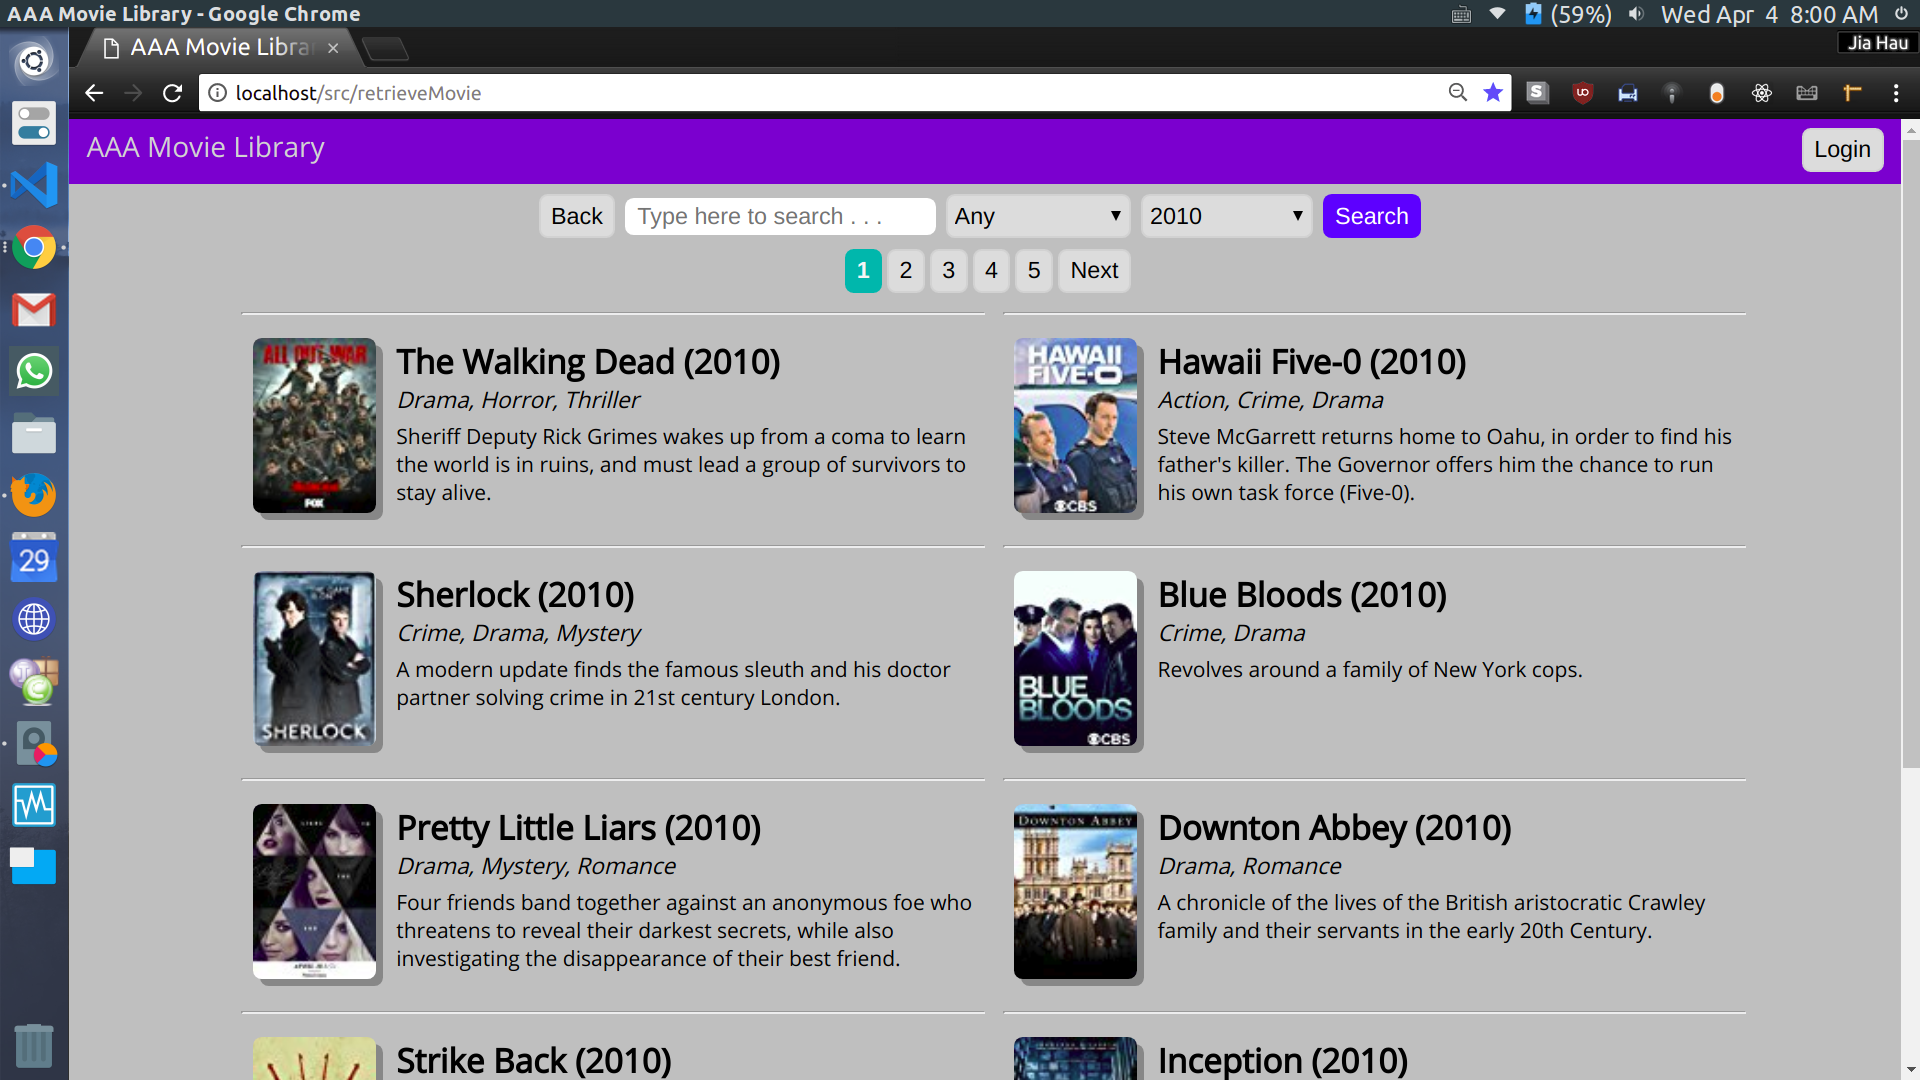 AAA Movie Library - Google Chrome
(59%) Wed Apr 4 8:00 AM
AAA Movie Libra
Jia Hau
localhost/src/retrieveMovie
AAA Movie Library
Login
Back
Type here to search . . .
Any
2010
Search
1 2 3 4 5 Next
ALL OUT WAR
FOX
The Walking Dead (2010)
Drama, Horror, Thriller
Sheriff Deputy Rick Grimes wakes up from a coma to learn
the world is in ruins, and must lead a group of survivors to
stay alive.
HAWAII
FIVE-O
CBS
Hawaii Five-0 (2010)
Action, Crime, Drama
Steve McGarrett returns home to Oahu, in order to find his
father's killer. The Governor offers him the chance to run
his own task force (Five-0).
SHERLOCK
Sherlock (2010)
Crime, Drama, Mystery
A modern update finds the famous sleuth and his doctor
partner solving crime in 21st century London.
BLUE
BLOODS
CBS
Blue Bloods (2010)
Crime, Drama
Revolves around a family of New York cops.
Pretty Little Liars (2010)
Drama, Mystery, Romance
Four friends band together against an anonymous foe who
threatens to reveal their darkest secrets, while also
investigating the disappearance of their best friend.
DOWNTON ABBEY
Downton Abbey (2010)
Drama, Romance
A chronicle of the lives of the British aristocratic Crawley
family and their servants in the early 20th Century.
Strike Back (2010)
Inception (2010)
29